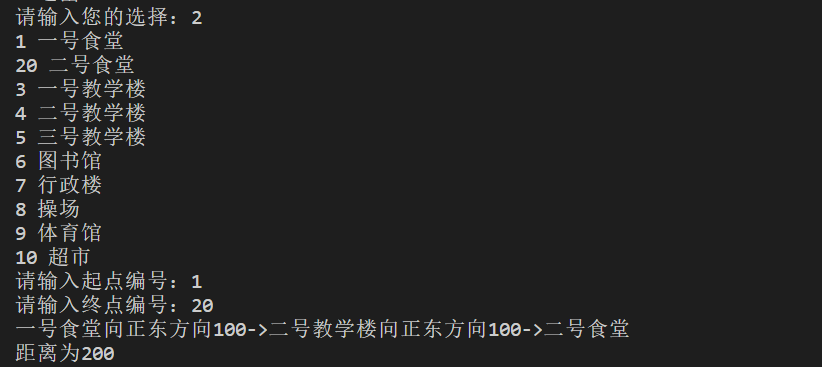 请输入您的选择：2
1 一号食堂
20 二号食堂
3 一号教学楼
4 二号教学楼
5 三号教学楼
6 图书馆
7 行政楼
8 操场
9 体育馆
10 超市
请输入起点编号：1
请输入终点编号：20
一号食堂向正东方向100->二号教学楼向正东方向100->二号食堂
距离为200